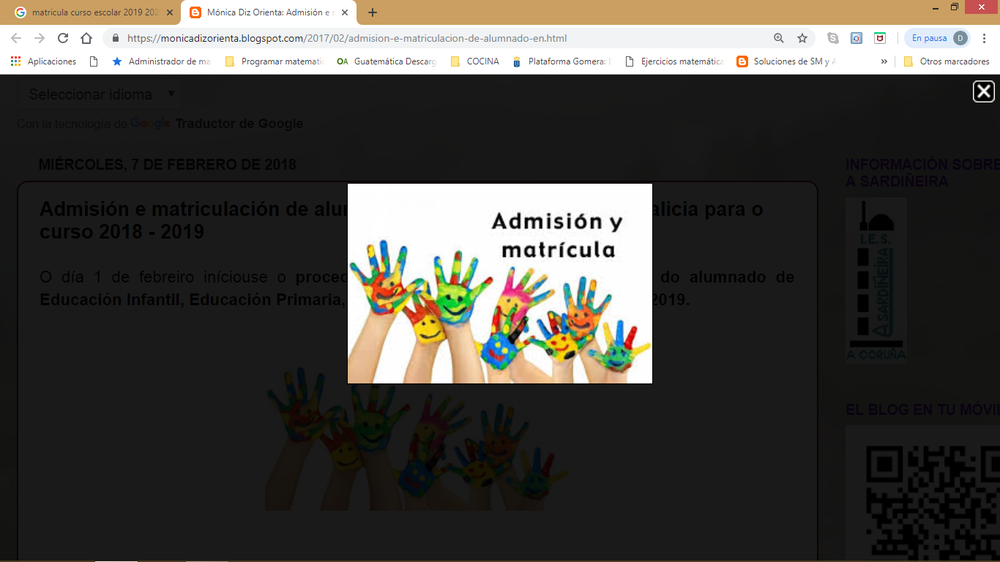 matricula curso escolar 2019 202
Mónica Diz Orienta: Admisión e
https://monicadizorienta.blogspot.com/2017/02/admision-e-matriculacion-de-alumnado-en.html
En pausa
D
Aplicaciones
Administrador de ma
Programar matemati
OA Guatemática Descarg
COCINA
Plataforma Gomera:
Ejercicios matemática
Soluciones de SM y
»
Otros marcadores
Seleccionar idioma
Con la tecnología de Google Traductor de Google
MIÉRCOLES, 7 DE FEBRERO DE 2018
Admisión e matriculación de alu alicia para o
curso 2018 - 2019
O día 1 de febreiro iníciouse o proced do alumnado de
Educación Infantil, Educación Primaria, 2019.
Admisión y
matrícula
INFORMACIÓN SOBRE
A SARDIÑEIRA
I.E.S.
A SARDIÑEIRA
A CORUÑA
EL BLOG EN TU MÓVI